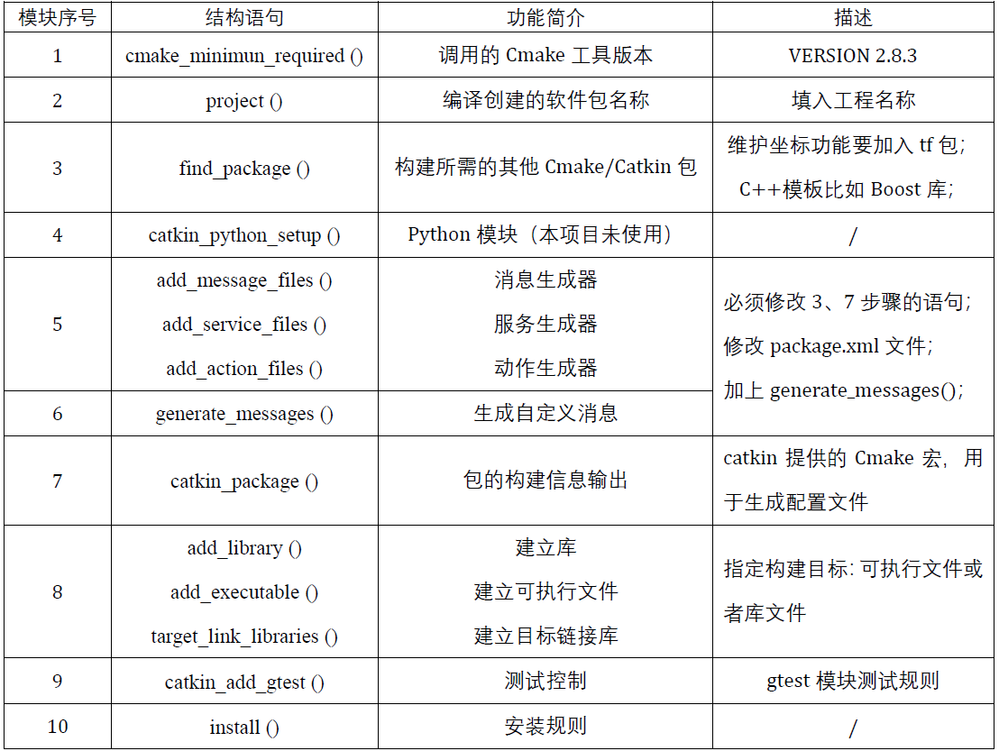 模块序号 结构语句 功能简介 描述
1 cmake_minimun_required () 调用的 Cmake 工具版本 VERSION 2.8.3
2 project () 编译创建的软件包名称 填入工程名称
3 find_package () 构建所需的其他 Cmake/Catkin 包 维护坐标功能要加入 tf 包；
C++模板比如 Boost 库；
4 catkin_python_setup () Python 模块（本项目未使用） /
5 add_message_files () 消息生成器
add_service_files () 服务生成器
add_action_files () 动作生成器
必须修改 3、7 步骤的语句；
修改 package.xml 文件；
加上 generate_messages()；
6 generate_messages () 生成自定义消息
7 catkin_package () 包的构建信息输出 catkin 提供的 Cmake 宏，用
于生成配置文件
8 add_library () 建立库
add_executable () 建立可执行文件
target_link_libraries () 建立目标链接库
指定构建目标：可执行文件或
者库文件
9 catkin_add_gtest () 测试控制 gtest 模块测试规则
10 install () 安装规则 /